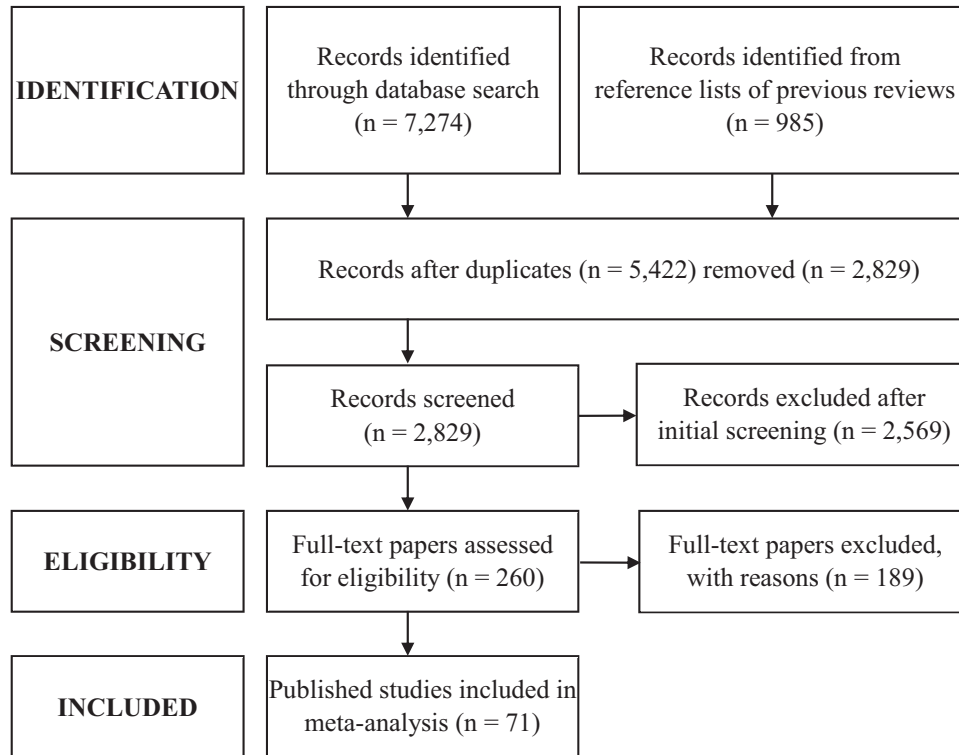 IDENTIFICATION
Records identified
through database search
(n = 7,274)
Records identified from
reference lists of previous reviews
(n = 985)
SCREENING
Records after duplicates (n = 5,422) removed (n = 2,829)
Records screened
(n = 2,829)
Records excluded after
initial screening (n = 2,569)
ELIGIBILITY
Full-text papers assessed
for eligibility (n = 260)
Full-text papers excluded,
with reasons (n = 189)
INCLUDED
Published studies included in
meta-analysis (n = 71)